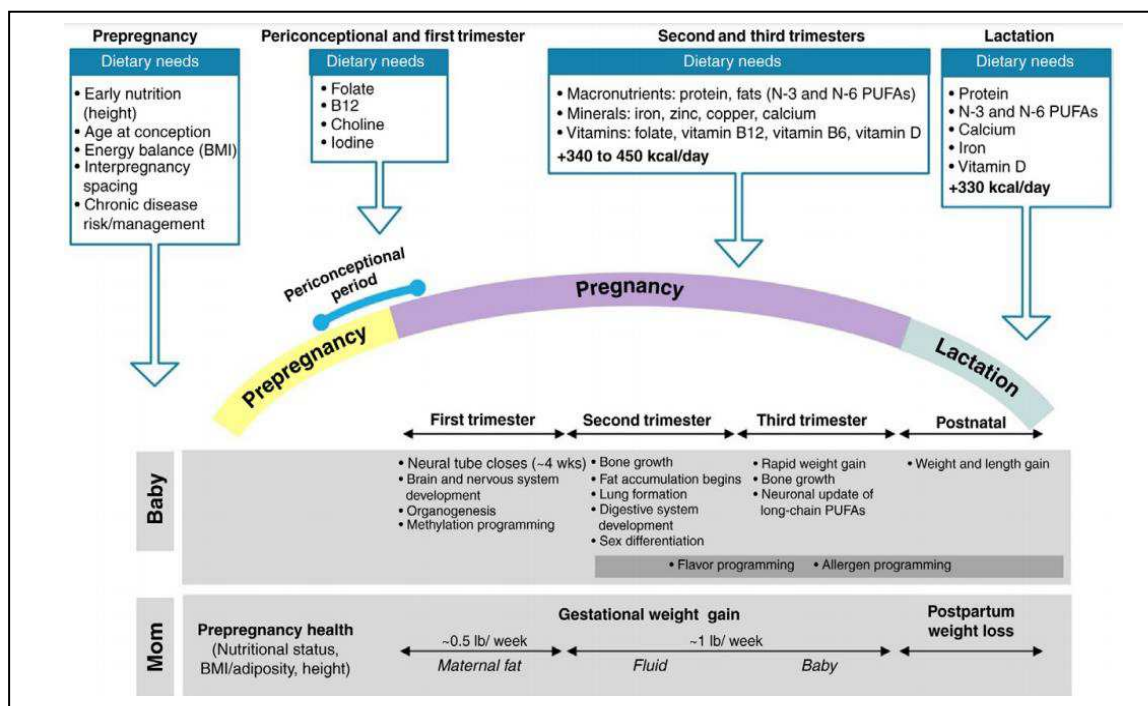 Prepregnancy
Dietary needs
• Early nutrition
(height)
• Age at conception
• Energy balance (BMI)
• Interpregnancy
spacing
• Chronic disease
risk/management
Periconceptional and first trimester
Dietary needs
• Folate
• B12
• Choline
• Iodine
Second and third trimesters
Dietary needs
• Macronutrients: protein, fats (N-3 and N-6 PUFAs)
• Minerals: iron, zinc, copper, calcium
• Vitamins: folate, vitamin B12, vitamin B6, vitamin D
+340 to 450 kcal/day
Lactation
Dietary needs
• Protein
• N-3 and N-6 PUFAs
• Calcium
• Iron
• Vitamin D
+330 kcal/day
Periconceptional
period
Prepregnancy
Pregnancy
Lactation
First trimester
Second trimester
Third trimester
Postnatal
Baby
• Neural tube closes (~4 wks)
• Brain and nervous system
development
• Organogenesis
• Methylation programming
• Bone growth
• Fat accumulation begins
• Lung formation
• Digestive system
development
• Sex differentiation
• Rapid weight gain
• Bone growth
• Neuronal update of
long-chain PUFAs
• Weight and length gain
• Flavor programming • Allergen programming
Mom
Prepregnancy health
(Nutritional status,
BMI/adiposity, height)
Gestational weight gain
~0.5 lb/ week
~1 lb/ week
Maternal fat
Fluid
Baby
Postpartum
weight loss